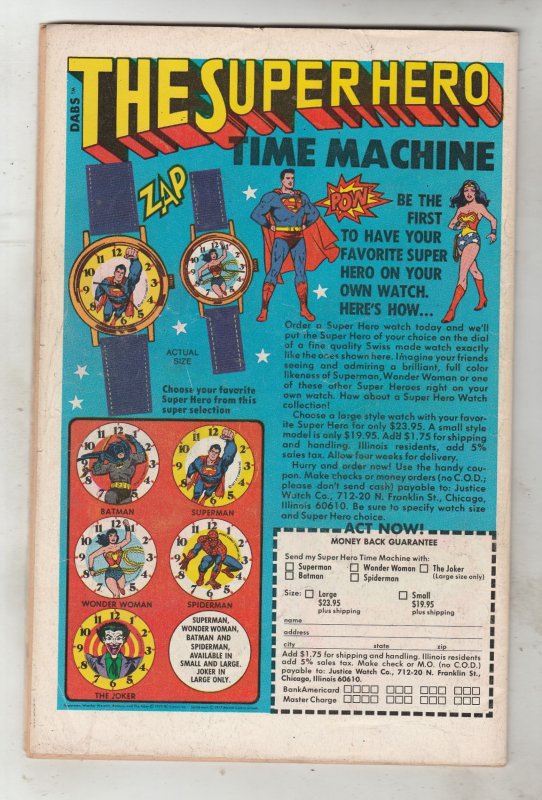 DABS™
THE SUPER HERO
TIME MACHINE
ZAP
POW
BE THE
FIRST
TO HAVE YOUR
FAVORITE SUPER
HERO ON YOUR
OWN WATCH.
HERE'S HOW...
ACTUAL
SIZE
Choose your favorite
Super Hero from this
super selection
Order a Super Hero watch today and we'll
put the Super Hero of your choice on the dial
of a fine quality Swiss made watch exactly
like the ones shown here. Imagine your friends
seeing and admiring a brilliant, full color
likeness of Superman, Wonder Woman or one
of these other Super Heroes right on your
own watch. How about a Super Hero Watch
collection!
Choose a large style watch with your favor-
ite Super Hero for only $23.95. A small style
model is only $19.95. Add $1.75 for shipping
and handling. Illinois residents, add 5%
sales tax. Allow four weeks for delivery.
Hurry and order now! Use the handy cou-
pon. Make checks or money orders (no C.O.D.;
please don't send cash) payable to: Justice
Watch Co., 712-20 N. Franklin St., Chicago,
Illinois 60610. Be sure to specify watch size
and Super Hero choice.
ACT NOW!
BATMAN
SUPERMAN
WONDER WOMAN
SPIDERMAN
THE JOKER
SUPERMAN,
WONDER WOMAN,
BATMAN AND
SPIDERMAN,
AVAILABLE IN
SMALL AND LARGE.
JOKER IN
LARGE ONLY.
MONEY BACK GUARANTEE
Send my Super Hero Time Machine with:
Superman Wonder Woman The Joker
Batman Spiderman (Large size only)
Size: Large Small
$23.95 $19.95
plus shipping plus shipping
name
address
city state zip
Add $1.75 for shipping and handling. Illinois residents
add 5% sales tax. Make check or M.O. (no C.O.D.)
payable to: Justice Watch Co., 712-20 N. Franklin St.,
Chicago, Illinois 60610.
BankAmericard
Master Charge